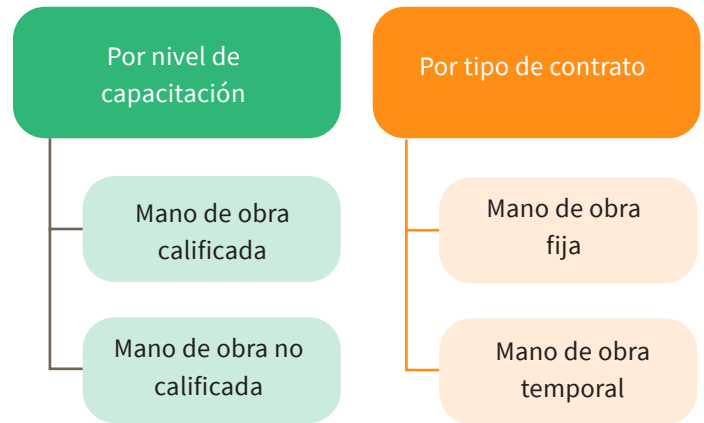 Por nivel de
capacitación
Mano de obra
calificada
Mano de obra no
calificada
Por tipo de contrato
Mano de obra
fija
Mano de obra
temporal